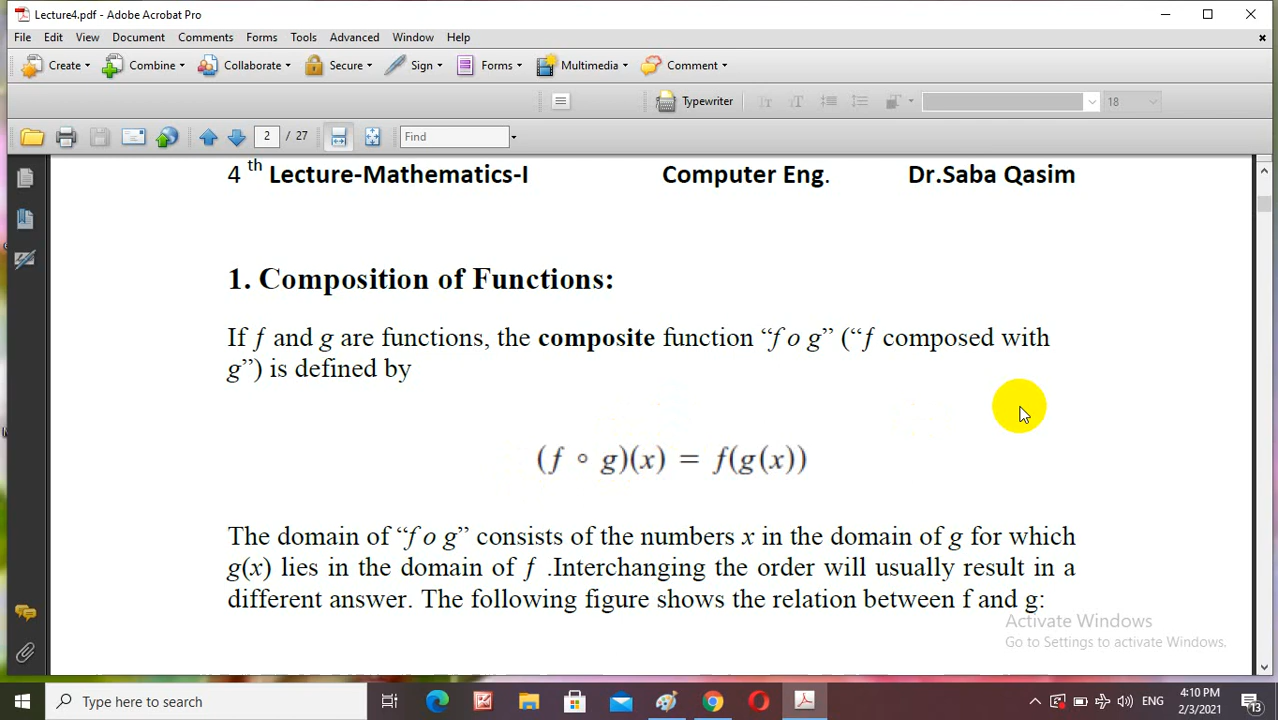 Lecture4.pdf - Adobe Acrobat Pro
File Edit View Document Comments Forms Tools Advanced Window Help
Create Combine Collaborate Secure Sign Forms Multimedia Comment
Typewriter 18
2 / 27 Find
4 th Lecture-Mathematics-I Computer Eng. Dr.Saba Qasim
1. Composition of Functions:
If f and g are functions, the composite function “f o g” (“f composed with
g”) is defined by
(f ∘ g)(x) = f(g(x))
The domain of “f o g” consists of the numbers x in the domain of g for which
g(x) lies in the domain of f .Interchanging the order will usually result in a
different answer. The following figure shows the relation between f and g:
Activate Windows
Go to Settings to activate Windows.
Type here to search
ENG
4:10 PM
2/3/2021
13